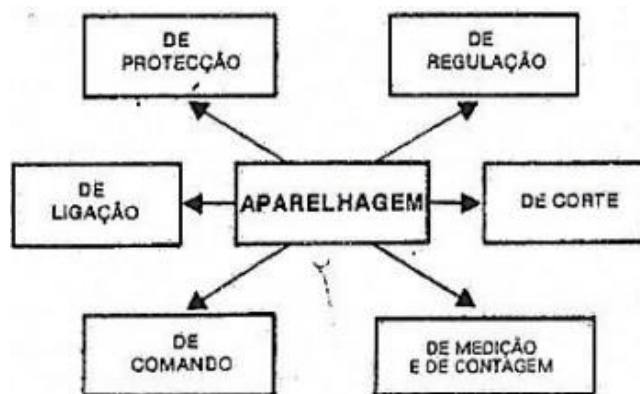 DE
PROTECÇÃO
DE
REGULAÇÃO
DE
LIGAÇÃO
APARELHAGEM
DE CORTE
DE
COMANDO
DE MEDIÇÃO
E DE CONTAGEM